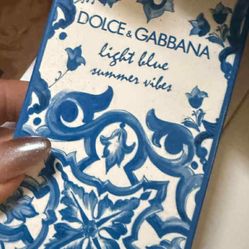 DOLCE & GABBANA
light blue
summer vibes